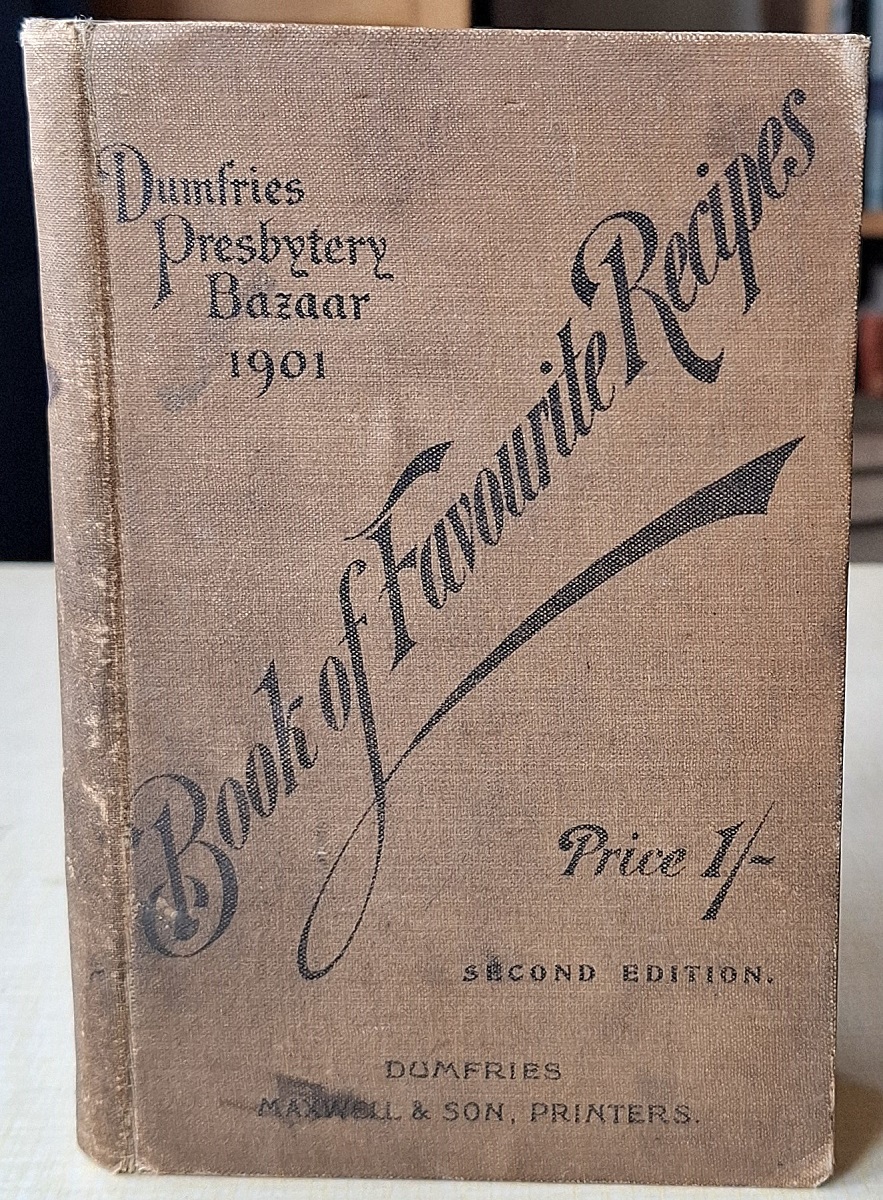 Dumfries
Presbytery
Bazaar
1901
Book of Favourite Recipes
Price 1/-
SECOND EDITION.
DUMFRIES
MAXWELL & SON, PRINTERS.